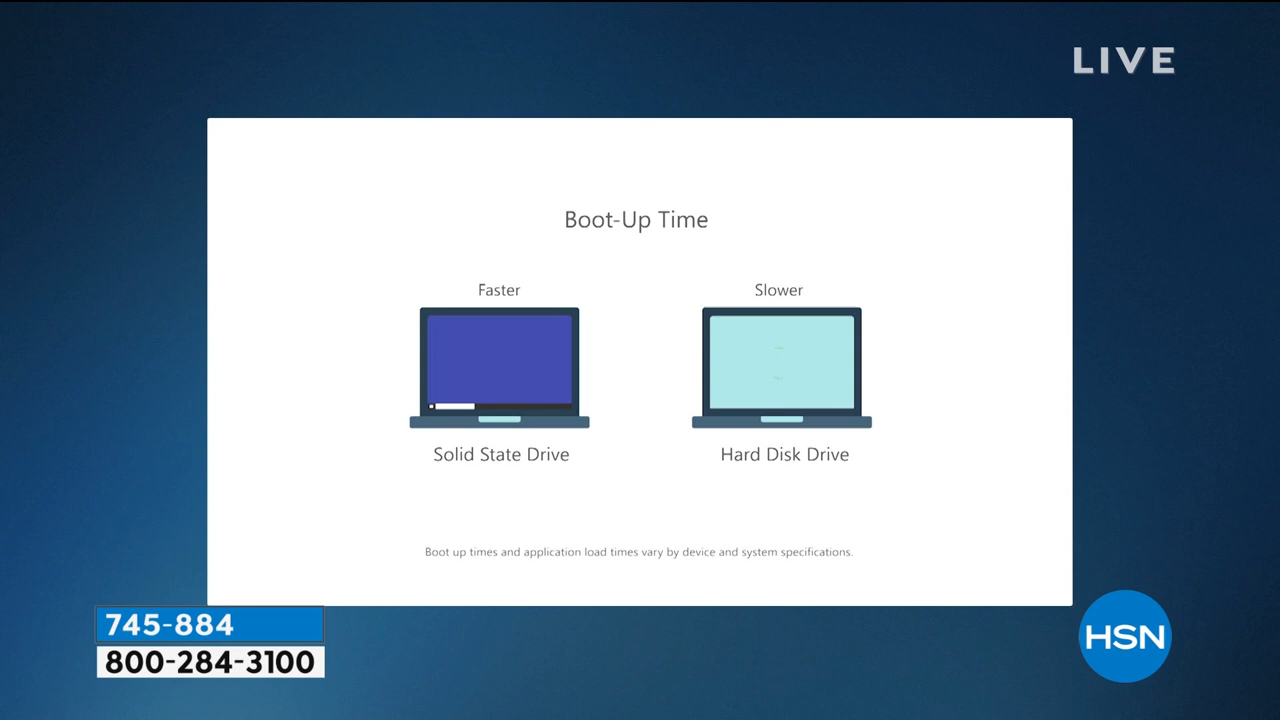 LIVE
Boot-Up Time
Faster
Slower
Solid State Drive
Hard Disk Drive
Boot up times and application load times vary by device and system specifications.
745-884
800-284-3100
HSN